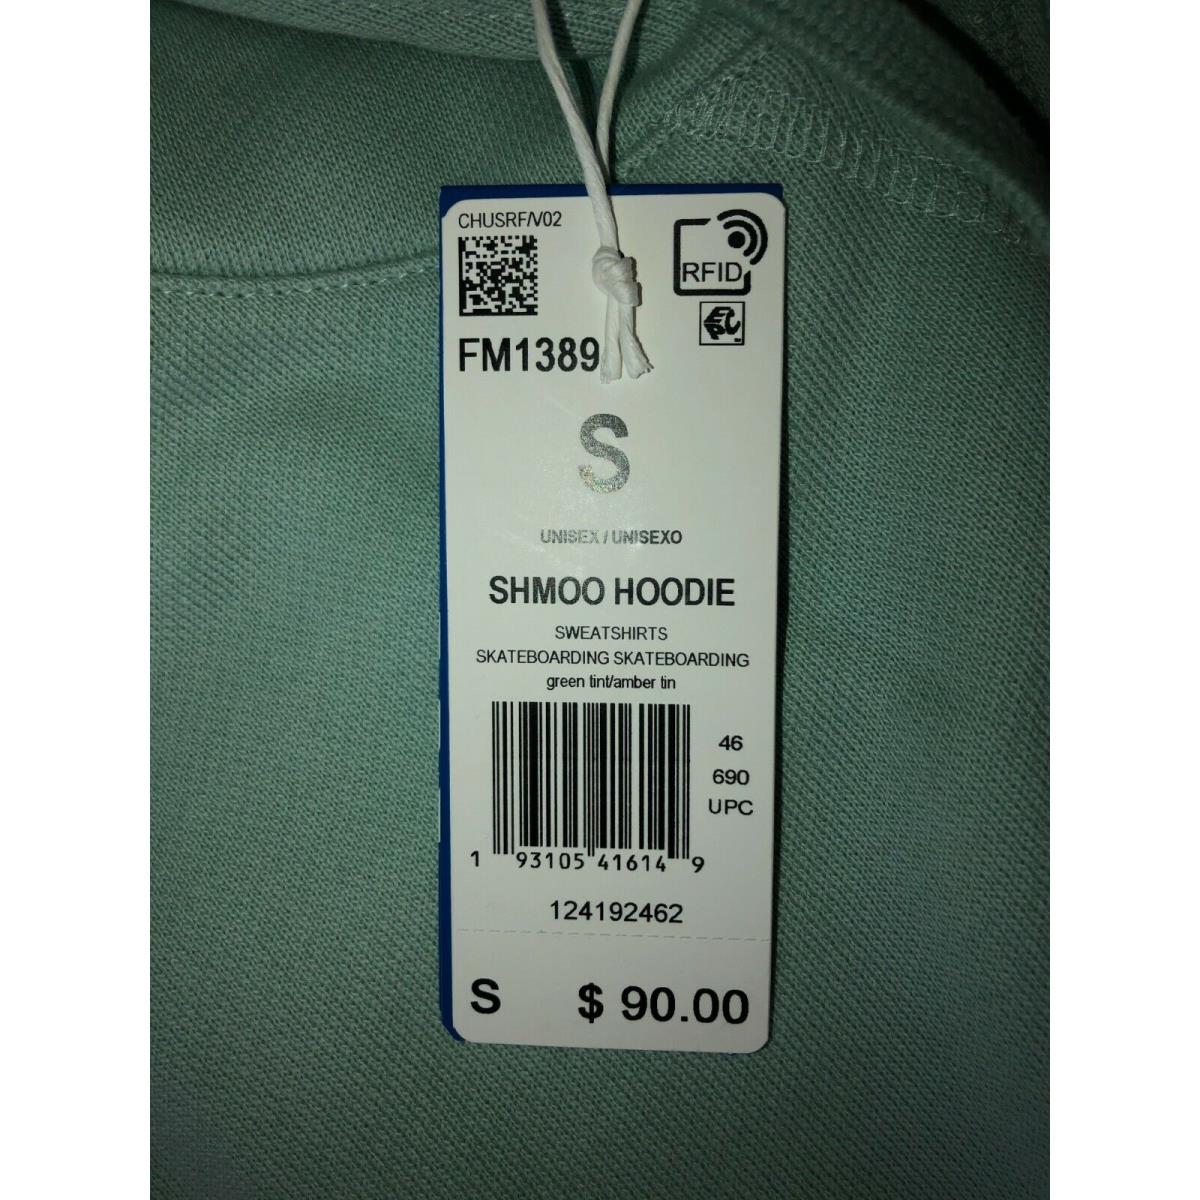 CHUSRF/V02
RFID
EPC
FM1389
S
UNISEX / UNISEXO
SHMOO HOODIE
SWEATSHIRTS
SKATEBOARDING SKATEBOARDING
green tint/amber tin
46
690
UPC
1 93105 41614 9
124192462
S $ 90.00